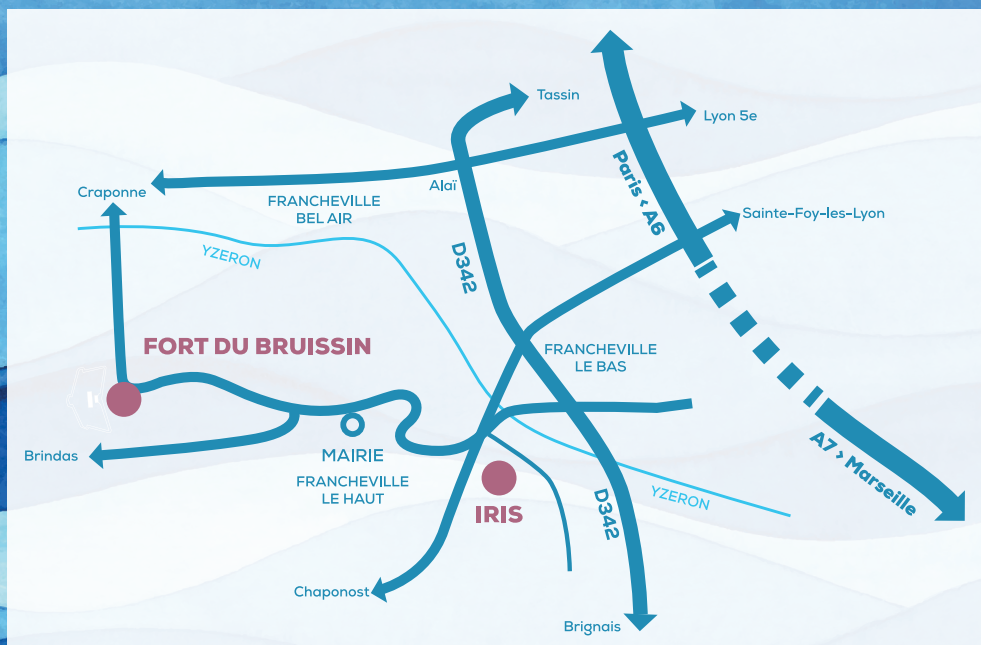 Tassin
Lyon 5e
Paris < A6
Craponne
Alaï
FRANCHEVILLE
BEL AIR
Sainte-Foy-les-Lyon
YZERON
D342
FORT DU BRUISSIN
FRANCHEVILLE
LE BAS
Brindas
MAIRIE
FRANCHEVILLE
LE HAUT
A7 > Marseille
IRIS
D342
YZERON
Chaponost
Brignais